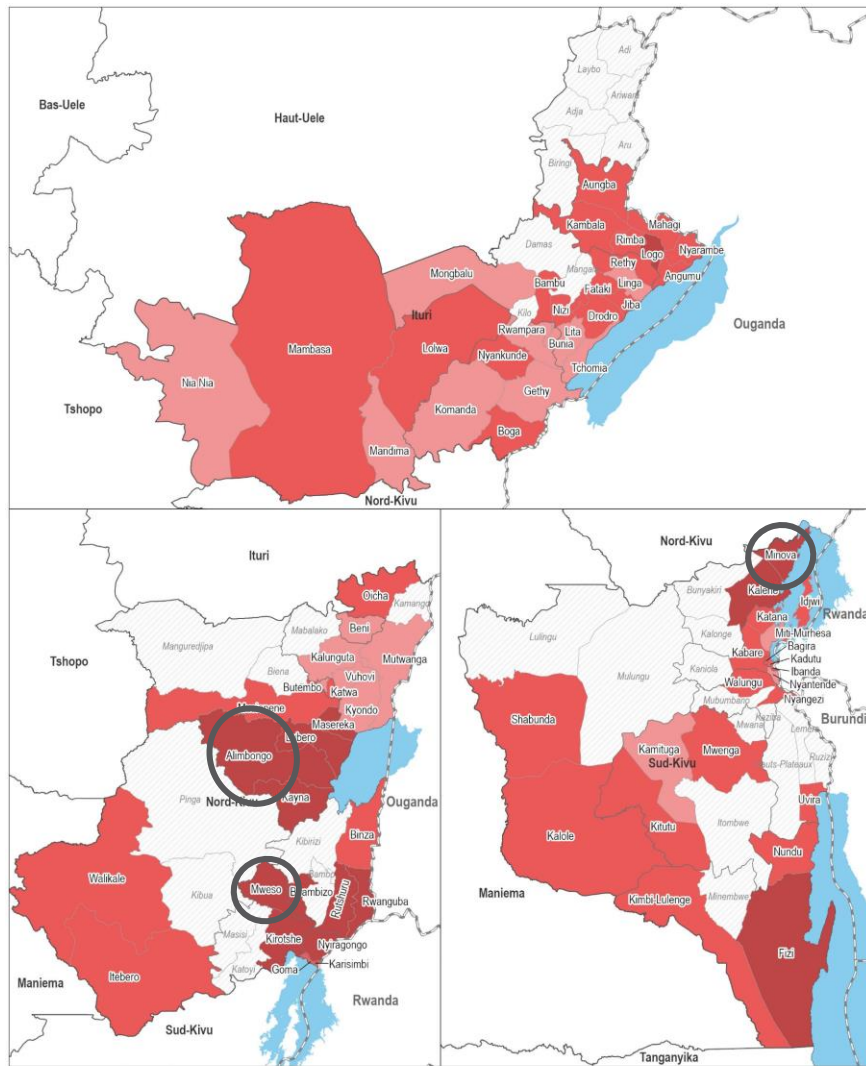 Adi
Laybo
Ariwara
Bas-Uele
Haut-Uele
Adja
Aru
Biringi
Aungba
Kambala
Mahagi
Damas
Rimba
Nyarambe
Logo
Rethy
Mongbalu
Mangala
Angumu
Bambu
Linga
Fataki
Ituri
Kilo
Nizi
Jiba
Drodro
Ouganda
Rwampara
Lita
Mambasa
Lolwa
Bunia
Nyankunde
Tchomia
Nia Nia
Gethy
Tshopo
Komanda
Boga
Mandima
Nord-Kivu
Ituri
Oicha
Kamango
Mabalako
Beni
Manguredjipa
Tshopo
Kalunguta
Mutwanga
Biena
Vuhovi
Butembo
Katwa
Kyondo
Masereka
Lubero
Alimbongo
Pinga
Kayna
Nord-Kivu
Ouganda
Kibirizi
Binza
Walikale
Mweso
Kibua
Rutshuru
Rwanguba
Masisi
Kirotshe
Nyiragongo
Itebero
Katoyi
Goma
Karisimbi
Maniema
Rwanda
Sud-Kivu
Nord-Kivu
Minova
Bunyakiri
Kalehe
Idjwi
Rwanda
Lulingu
Katana
Kalonge
Miti-Murhesa
Bagira
Kabare
Kadutu
Mulungu
Kaniola
Ibanda
Walungu
Nyantende
Nyangezi
Mubumbano
Shabunda
Mwana
Burundi
Lemera
Kamituga
Mwenga
Ruzizi
Sud-Kivu
Uvira
Itombwe
Kalole
Kitutu
Nundu
Maniema
Kimbi-Lulenge
Minembwe
Fizi
Tanganyika